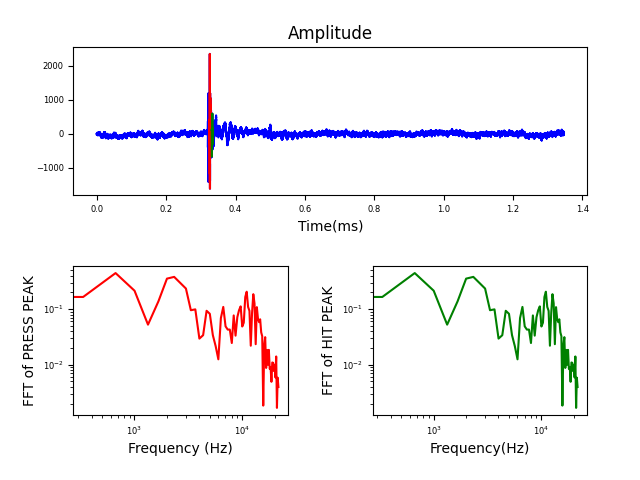 Amplitude
2000
1000
0
−1000
0.0 0.2 0.4 0.6 0.8 1.0 1.2 1.4
Time(ms)
FFT of PRESS PEAK
10⁻¹
10⁻²
10³ 10⁴
Frequency (Hz)
FFT of HIT PEAK
10⁻¹
10⁻²
10³ 10⁴
Frequency(Hz)